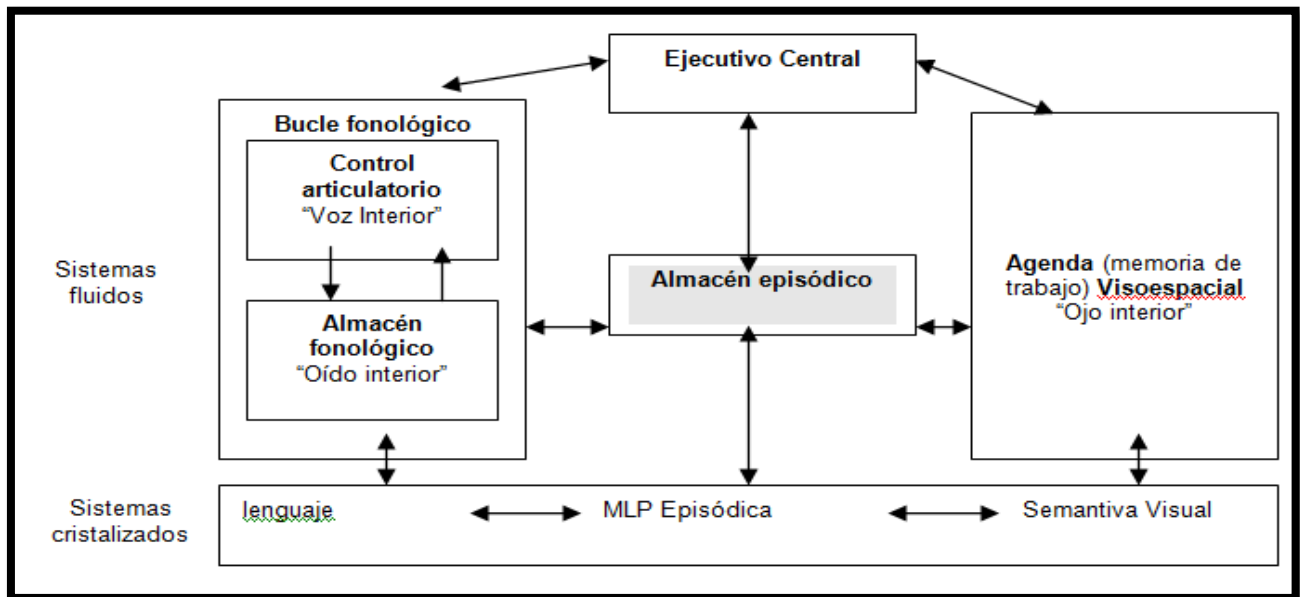 Ejecutivo Central
Bucle fonológico
Control
articulatorio
“Voz Interior”
Sistemas
fluidos
Almacén
fonológico
“Oído interior”
Almacén episódico
Agenda (memoria de
trabajo) Visoespacial
“Ojo interior”
Sistemas
cristalizados
lenguaje
MLP Episódica
Semantiva Visual